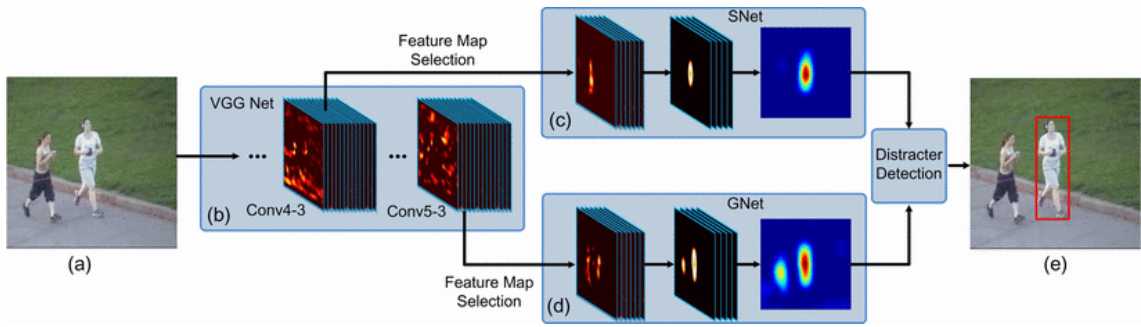 SNet
Feature Map
Selection
(c)
VGG Net
...
...
Conv4-3
Conv5-3
(b)
(a)
Distracter
Detection
(e)
GNet
Feature Map
Selection
(d)